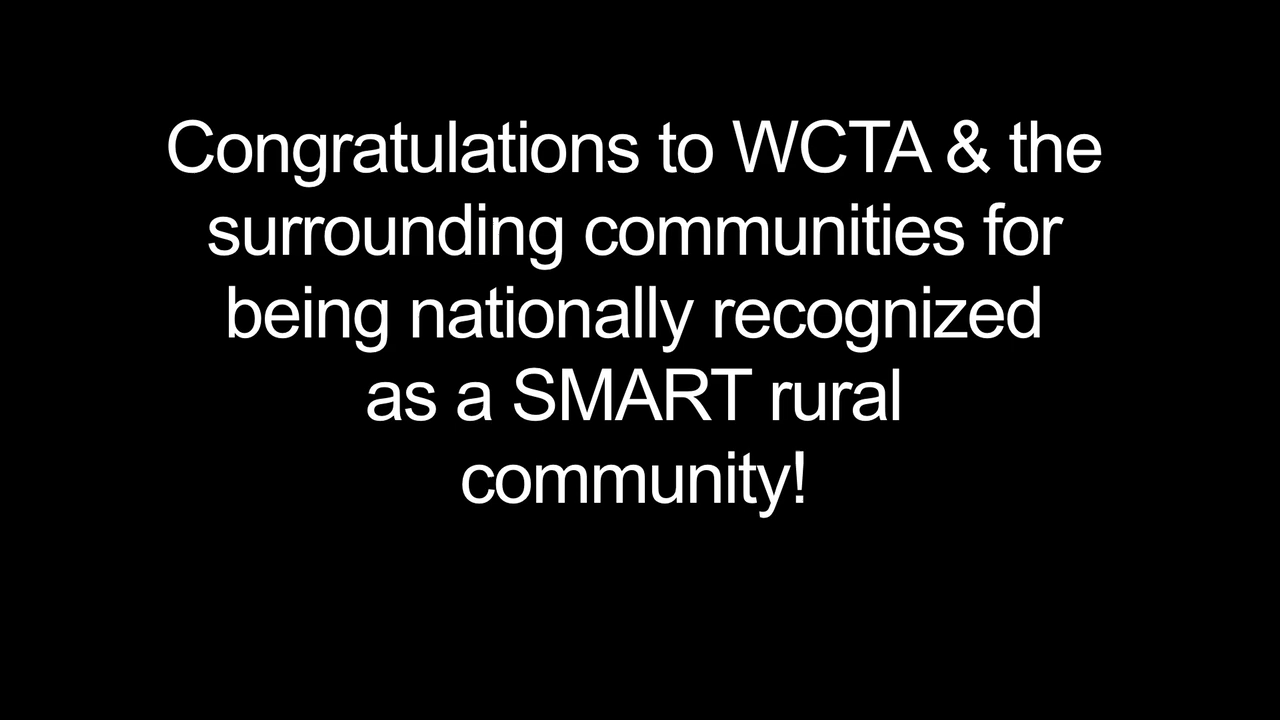 Congratulations to WCTA & the
surrounding communities for
being nationally recognized
as a SMART rural
community!